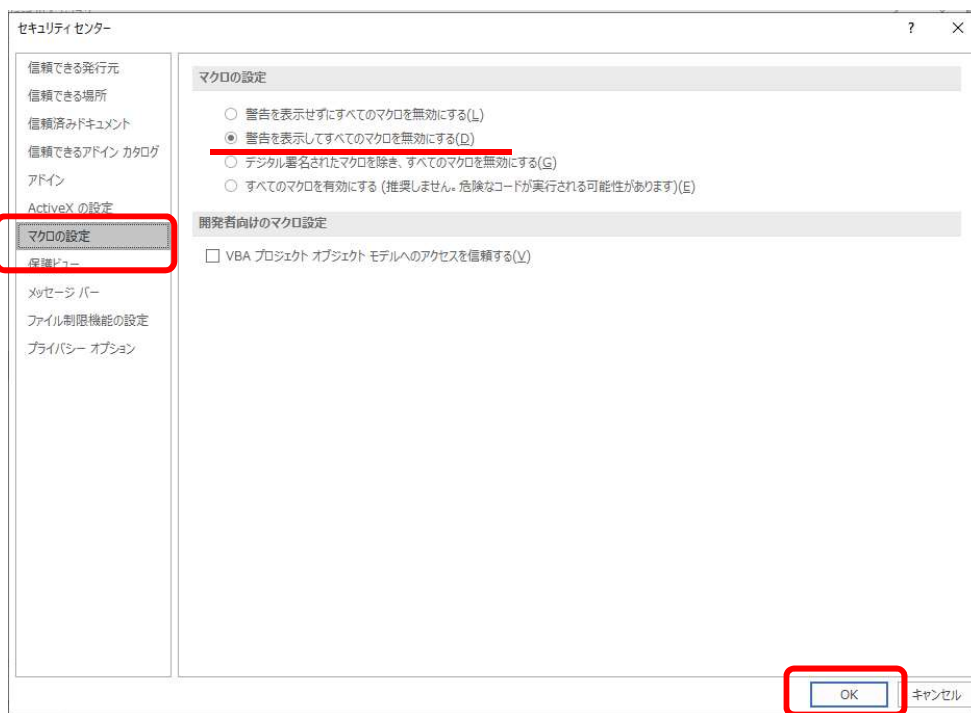 セキュリティ センター
? ×
信頼できる発行元
信頼できる場所
信頼済みドキュメント
信頼できるアドイン カタログ
アドイン
ActiveX の設定
マクロの設定
保護ビュー
メッセージ バー
ファイル制限機能の設定
プライバシー オプション
マクロの設定
警告を表示せずにすべてのマクロを無効にする(L)
警告を表示してすべてのマクロを無効にする(D)
デジタル署名されたマクロを除き、すべてのマクロを無効にする(G)
すべてのマクロを有効にする (推奨しません。危険なコードが実行される可能性があります)(E)
開発者向けのマクロ設定
VBA プロジェクト オブジェクト モデルへのアクセスを信頼する(V)
OK
キャンセル